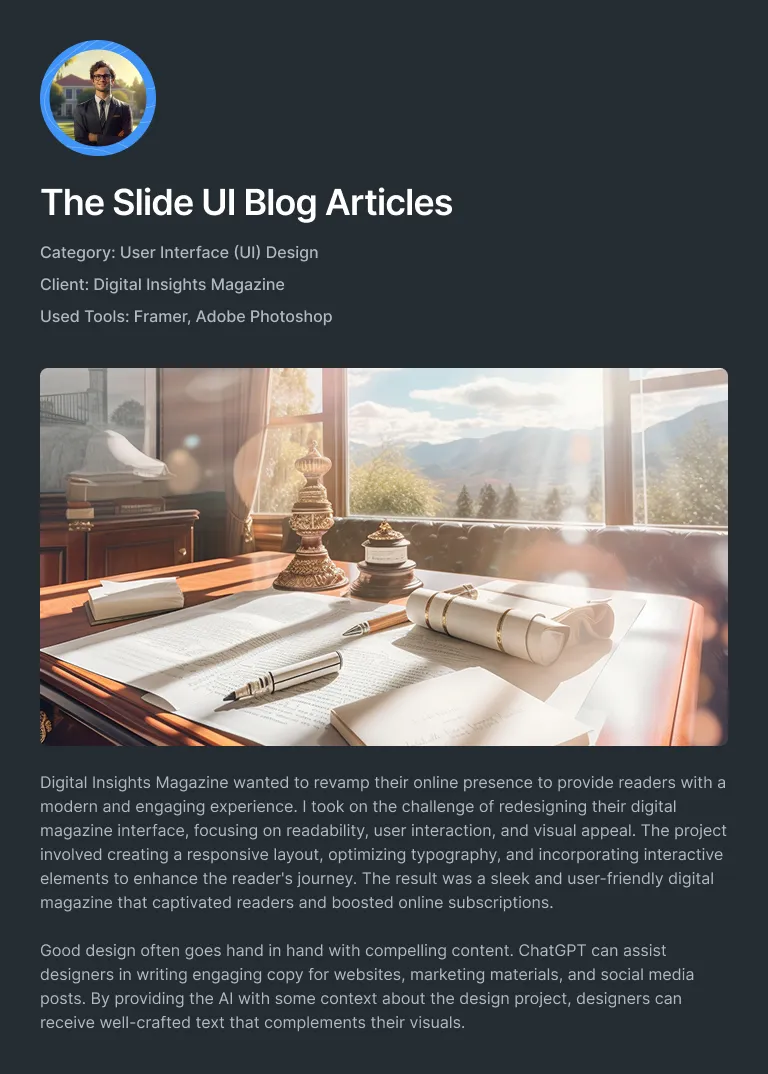 The Slide UI Blog Articles
Category: User Interface (UI) Design
Client: Digital Insights Magazine
Used Tools: Framer, Adobe Photoshop
Digital Insights Magazine wanted to revamp their online presence to provide readers with a
modern and engaging experience. I took on the challenge of redesigning their digital
magazine interface, focusing on readability, user interaction, and visual appeal. The project
involved creating a responsive layout, optimizing typography, and incorporating interactive
elements to enhance the reader's journey. The result was a sleek and user-friendly digital
magazine that captivated readers and boosted online subscriptions.
Good design often goes hand in hand with compelling content. ChatGPT can assist
designers in writing engaging copy for websites, marketing materials, and social media
posts. By providing the AI with some context about the design project, designers can
receive well-crafted text that complements their visuals.